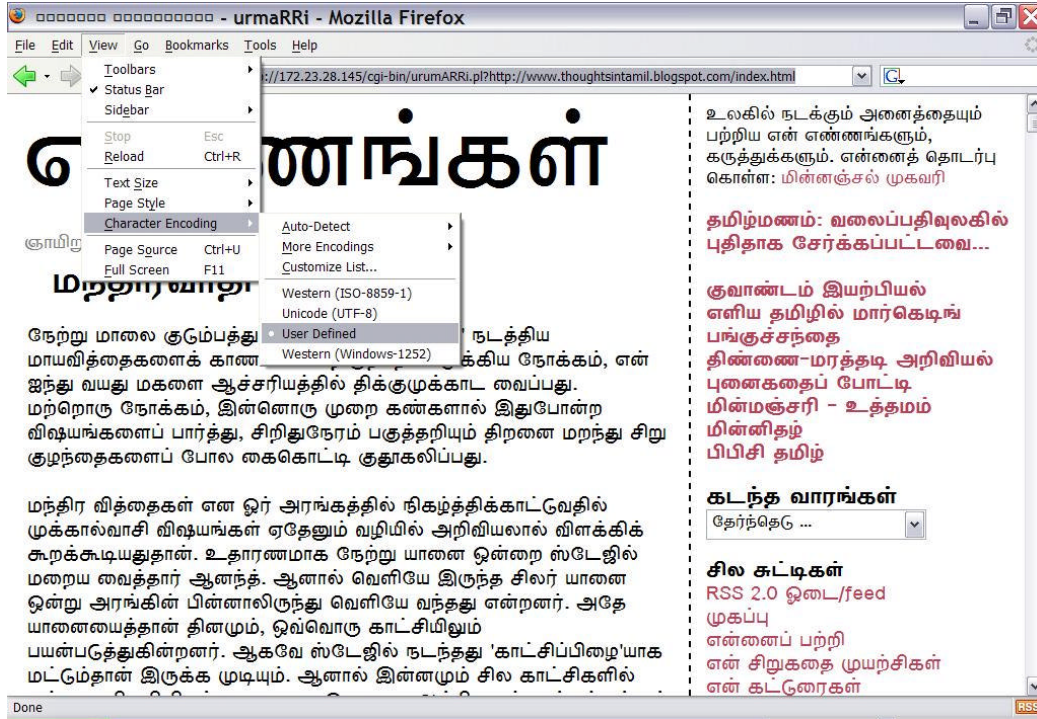 - urmaRRi - Mozilla Firefox
File Edit View Go Bookmarks Tools Help
://172.23.28.145/cgi-bin/urumARRi.pl?http://www.thoughtsintamil.blogspot.com/index.html
Toolbars
Status Bar
Sidebar
Stop Esc
Reload Ctrl+R
Text Size
Page Style
Character Encoding
Page Source Ctrl+U
Full Screen F11
Auto-Detect
More Encodings
Customize List...
Western (ISO-8859-1)
Unicode (UTF-8)
User Defined
Western (Windows-1252)
நேற்று மாலை குடும்பத்து நடத்திய
மாயவித்தைகளைக் காண க்கிய நோக்கம், என்
ஐந்து வயது மகளை ஆச்சரியத்தில் திக்குமுக்காட வைப்பது.
மற்றொரு நோக்கம், இன்னொரு முறை கண்களால் இதுபோன்ற
விஷயங்களைப் பார்த்து, சிறிதுநேரம் பகுத்தறியும் திறனை மறந்து சிறு
குழந்தைகளைப் போல கைகொட்டி குதூகலிப்பது.
மந்திர வித்தைகள் என ஓர் அரங்கத்தில் நிகழ்த்திக்காட்டுவதில்
முக்கால்வாசி விஷயங்கள் ஏதேனும் வழியில் அறிவியலால் விளக்கிக்
கூறக்கூடியதுதான். உதாரணமாக நேற்று யானை ஒன்றை ஸ்டேஜில்
மறைய வைத்தார் ஆனந்த். ஆனால் வெளியே இருந்த சிலர் யானை
ஒன்று அரங்கின் பின்னாலிருந்து வெளியே வந்தது என்றனர். அதே
யானையைத்தான் தினமும், ஒவ்வொரு காட்சியிலும்
பயன்படுத்துகின்றனர். ஆகவே ஸ்டேஜில் நடந்தது 'காட்சிப்பிழை'யாக
மட்டும்தான் இருக்க முடியும். ஆனால் இன்னமும் சில காட்சிகளில்
உலகில் நடக்கும் அனைத்தையும்
பற்றிய என் எண்ணங்களும்,
கருத்துக்களும். என்னைத் தொடர்பு
கொள்ள: மின்னஞ்சல் முகவரி
தமிழ்மணம்: வலைப்பதிவுலகில்
புதிதாக சேர்க்கப்பட்டவை...
குவாண்டம் இயற்பியல்
எளிய தமிழில் மார்கெடிங்
பங்குச்சந்தை
திண்ணை-மரத்தடி அறிவியல்
புனைகதைப் போட்டி
மின்மஞ்சரி - உத்தமம்
மின்னிதழ்
பிபிசி தமிழ்
கடந்த வாரங்கள்
தேர்ந்தெடு ...
சில சுட்டிகள்
RSS 2.0 ஓடை/feed
முகப்பு
என்னைப் பற்றி
என் சிறுகதை முயற்சிகள்
என் கட்டுரைகள்
Done
RSS